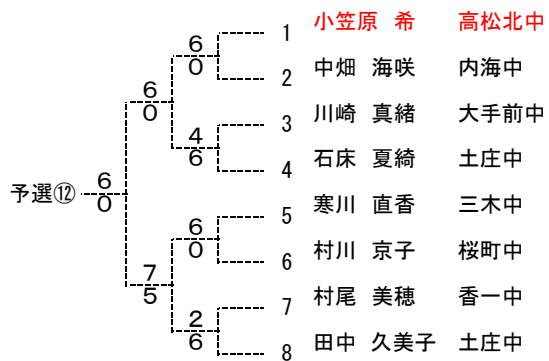 1 小笠原 希 高松北中
6
0
2 中畑 海咲 内海中
6
0
3 川崎 真緒 大手前中
4
6
4 石床 夏綺 土庄中
予選⑫
6
0
5 寒川 直香 三木中
6
0
6 村川 京子 桜町中
7
5
7 村尾 美穂 香一中
2
6
8 田中 久美子 土庄中